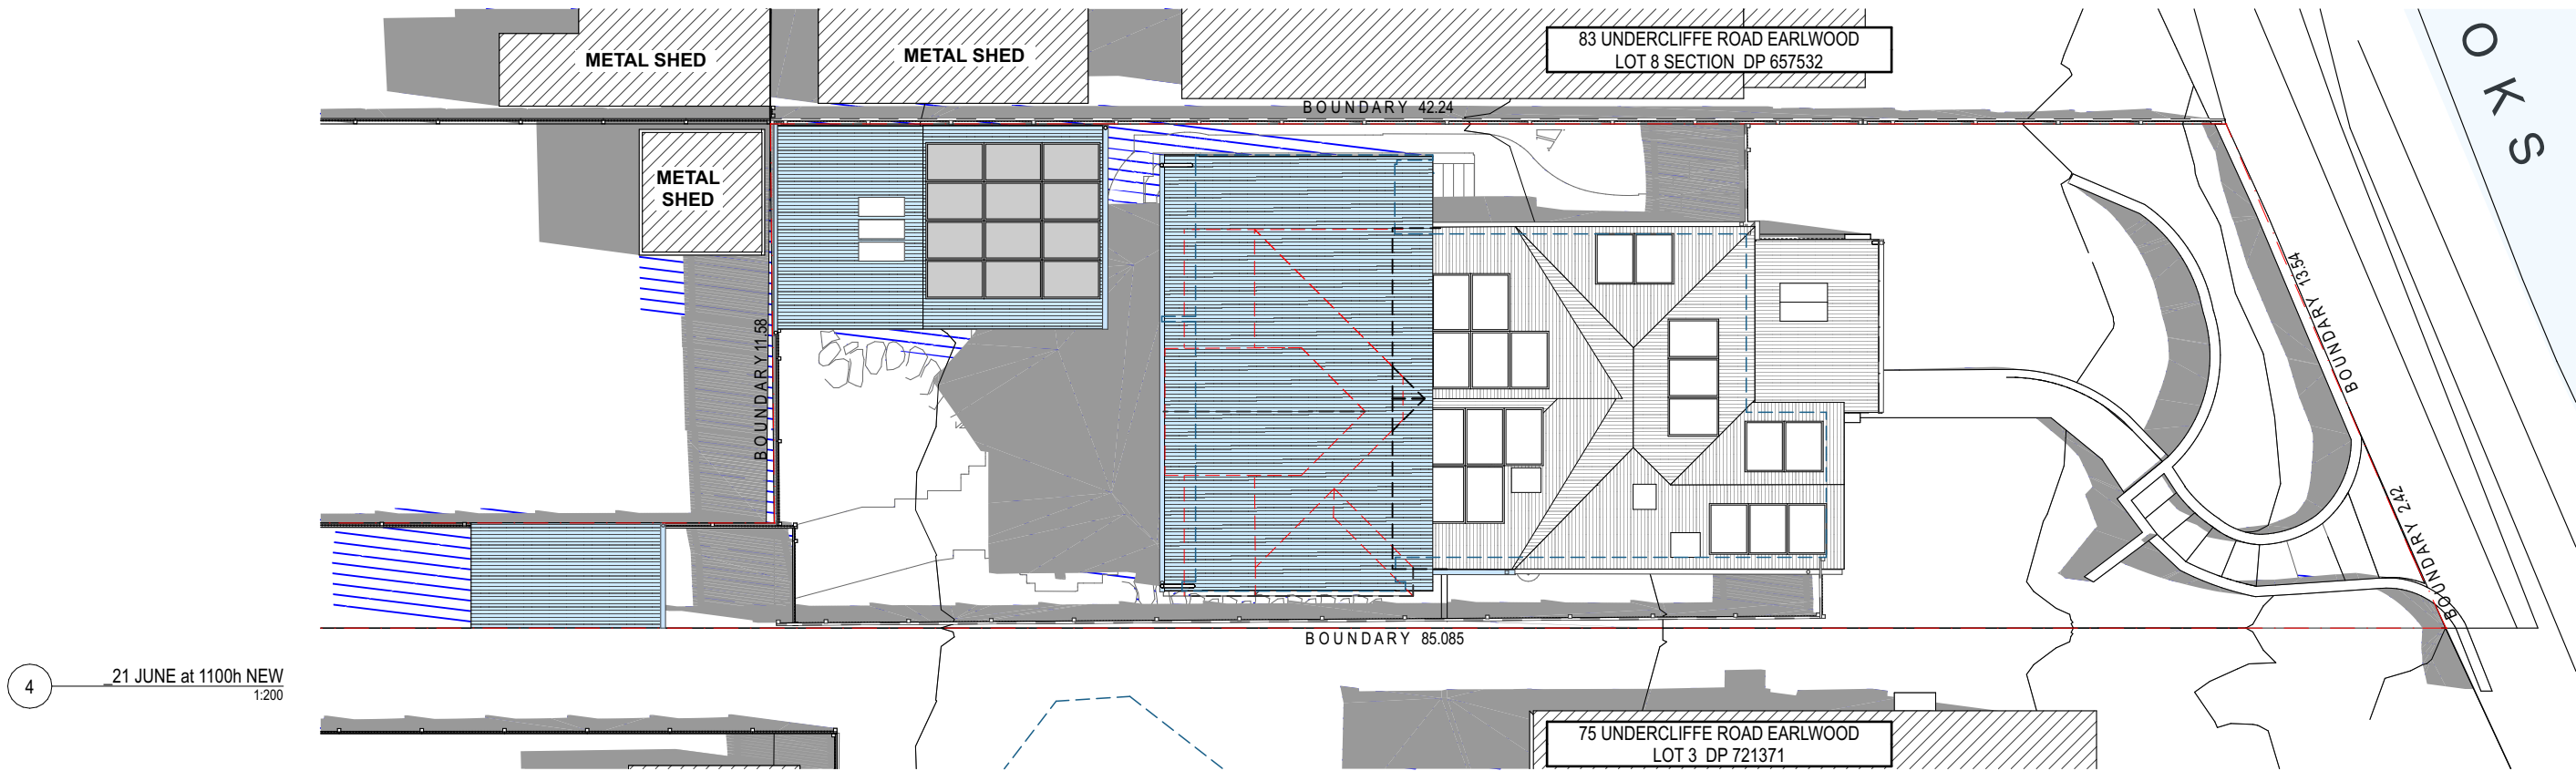 METAL SHED
METAL SHED
83 UNDERCLIFFE ROAD EARLWOOD
LOT 8 SECTION  DP 657532
OKS
BOUNDARY 42.24
METAL
SHED
BOUNDARY 11.58
BOUNDARY 13.54
BOUNDARY 2.42
BOUNDARY 85.085
4
_21 JUNE at 1100h NEW
1:200
75 UNDERCLIFFE ROAD EARLWOOD
LOT 3  DP 721371